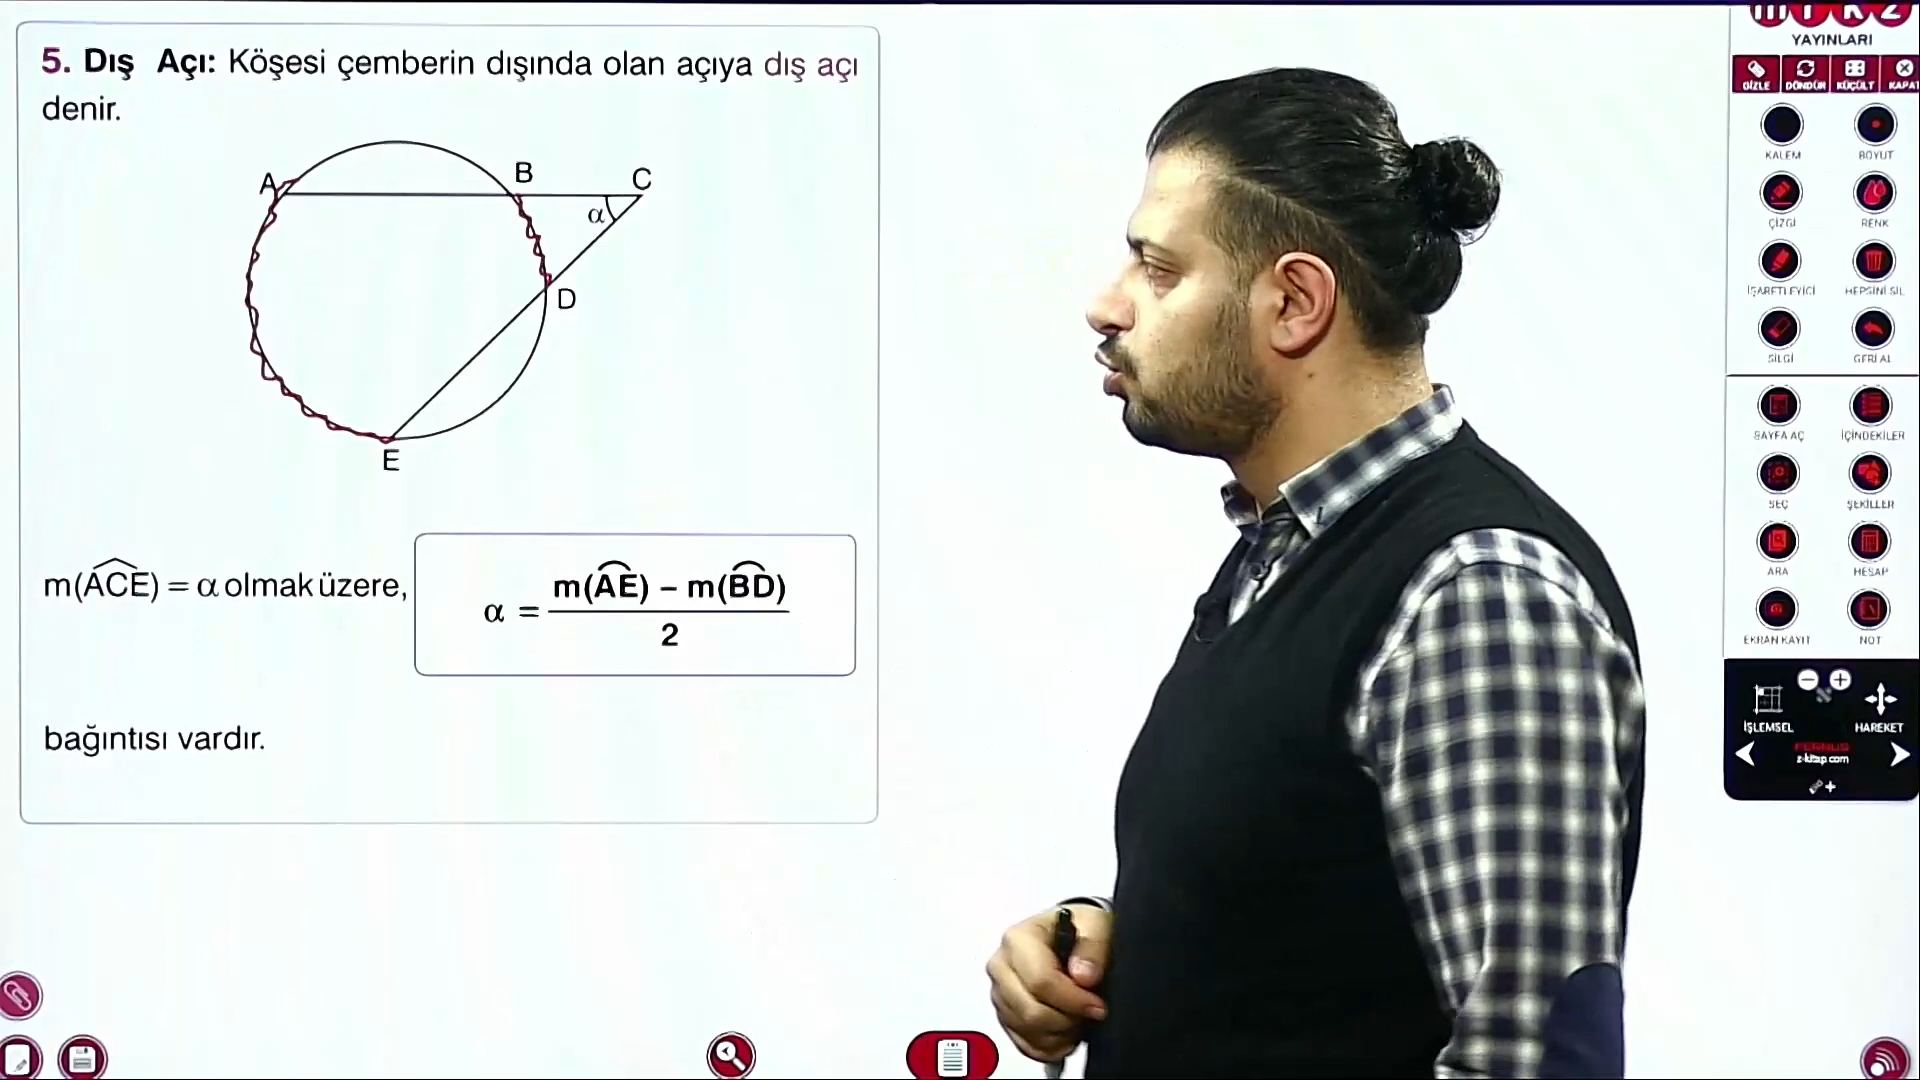 5. Dış Açı: Köşesi çemberin dışında olan açıya dış açı
denir.
A
B
C
α
D
E
m(ACE) = α olmak üzere,
α = m(AE) – m(BD)
2
bağıntısı vardır.
YAYINLARI
GİZLE DÖNDÜR KÜÇÜLT KAPAT
KALEM BOYUT
ÇİZGİ RENK
İŞARETLEYİCİ HEPSİNİ SİL
SİLGİ GERİ AL
SAYFA AÇ İÇİNDEKİLER
SEÇ ŞEKİLLER
ARA HESAP
EKRAN KAYIT NOT
İŞLEMSEL HAREKET
FERNUS
z-kitap.com